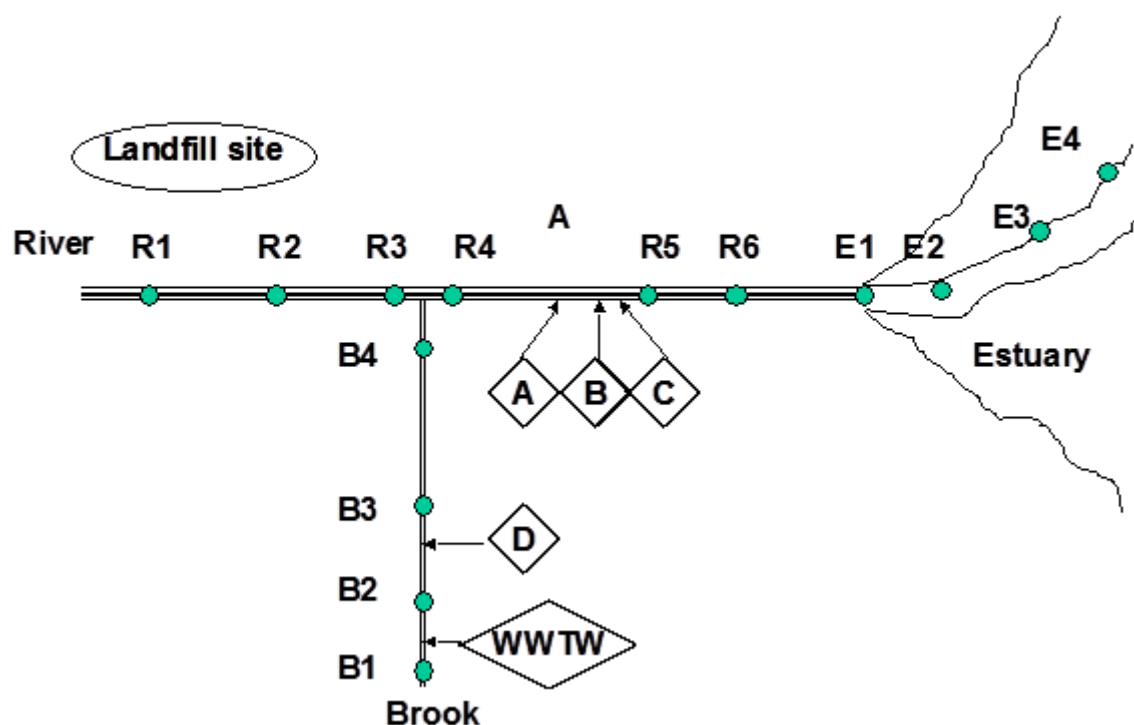 Landfill site
E4
A
E3
River R1 R2 R3 R4 R5 R6 E1 E2
B4
Estuary
A B C
B3
D
B2
WWTW
B1
Brook